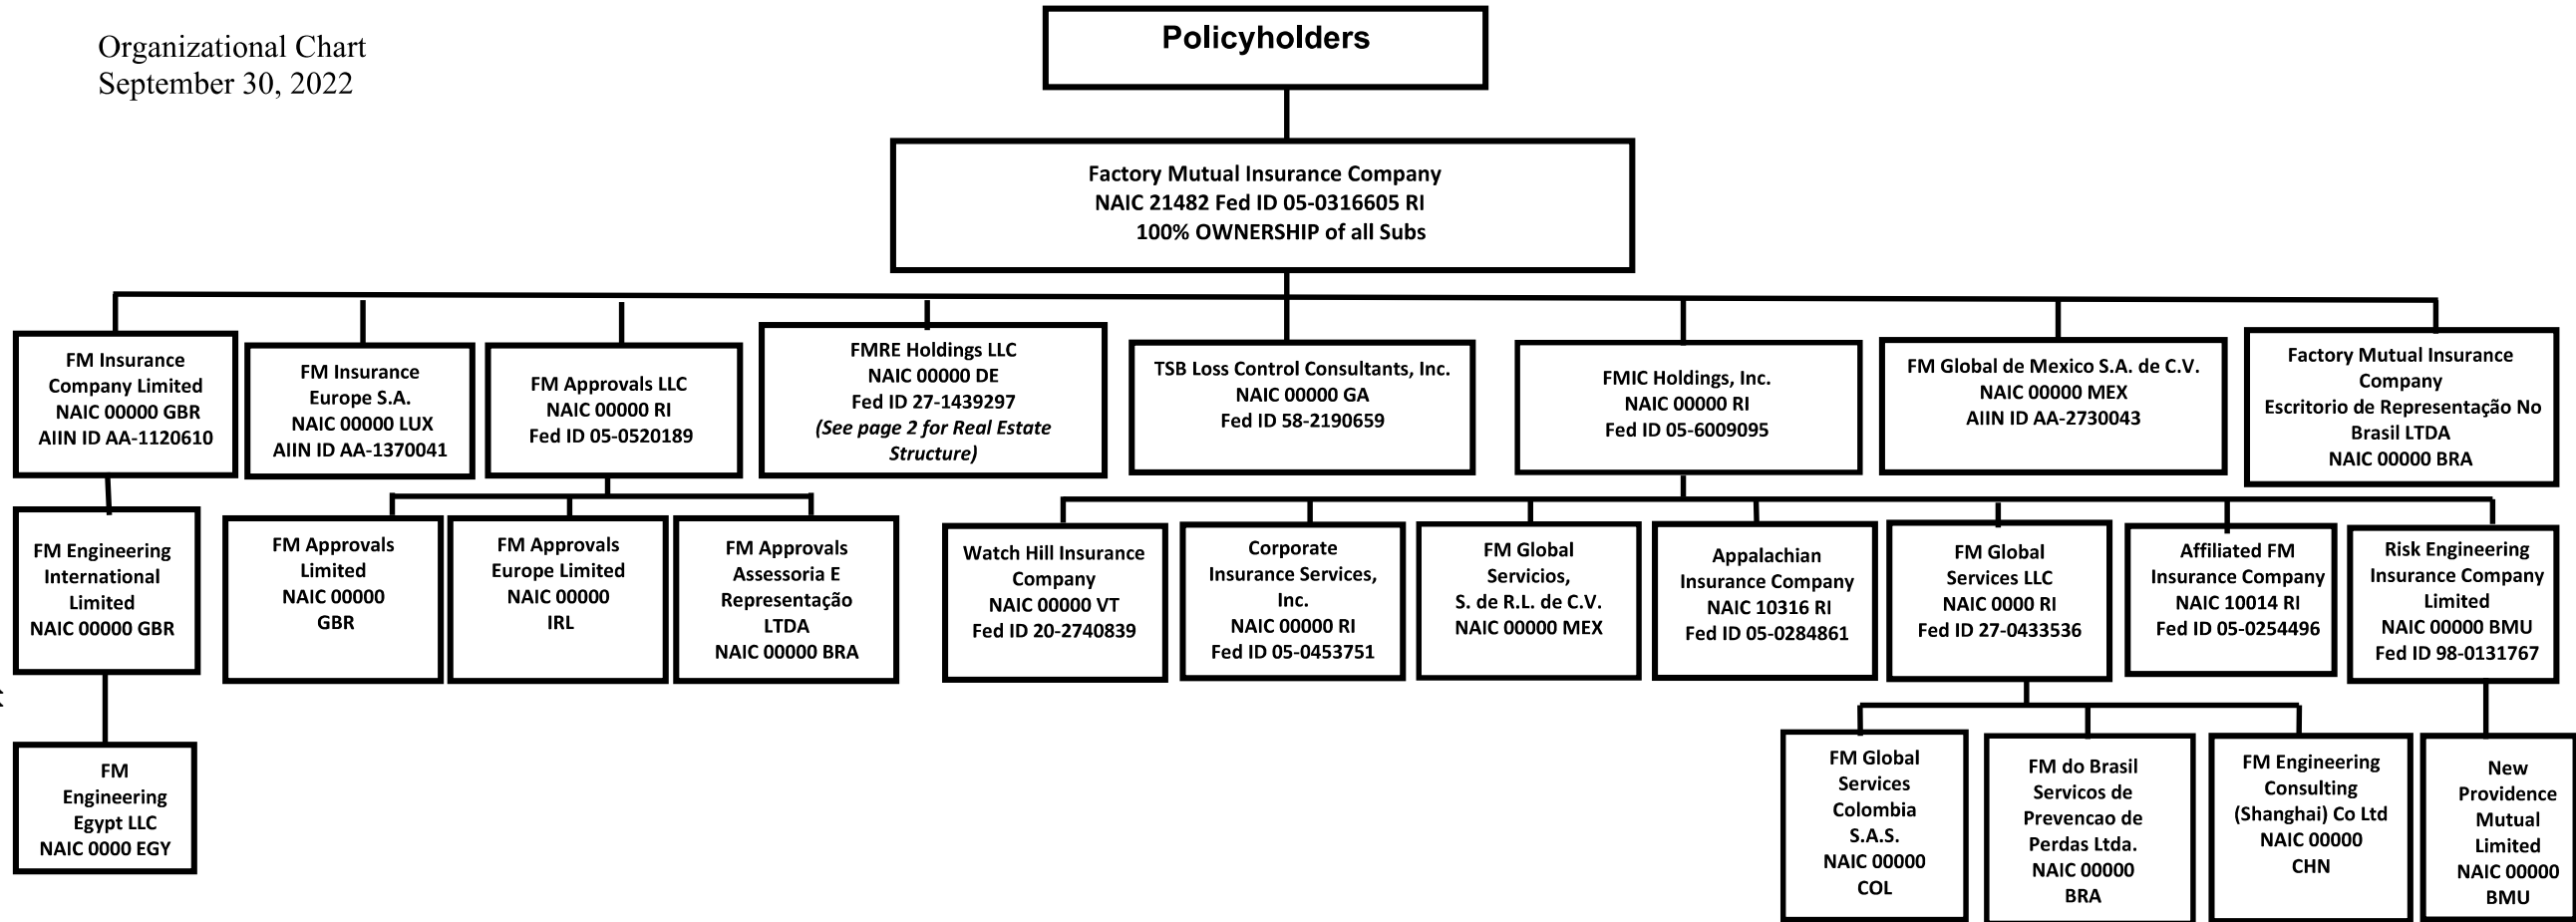 Organizational Chart
September 30, 2022
Policyholders
Factory Mutual Insurance Company
NAIC 21482 Fed ID 05-0316605 RI
100% OWNERSHIP of all Subs
FM Insurance
Company Limited
NAIC 00000 GBR
AIIN ID AA-1120610
FM Insurance
Europe S.A.
NAIC 00000 LUX
AIIN ID AA-1370041
FM Approvals LLC
NAIC 00000 RI
Fed ID 05-0520189
FMRE Holdings LLC
NAIC 00000 DE
Fed ID 27-1439297
(See page 2 for Real Estate
Structure)
TSB Loss Control Consultants, Inc.
NAIC 00000 GA
Fed ID 58-2190659
FMIC Holdings, Inc.
NAIC 00000 RI
Fed ID 05-6009095
FM Global de Mexico S.A. de C.V.
NAIC 00000 MEX
AIIN ID AA-2730043
Factory Mutual Insurance
Company
Escritorio de Representação No
Brasil LTDA
NAIC 00000 BRA
FM Engineering
International
Limited
NAIC 00000 GBR
FM Approvals
Limited
NAIC 00000
GBR
FM Approvals
Europe Limited
NAIC 00000
IRL
FM Approvals
Assessoria E
Representação
LTDA
NAIC 00000 BRA
Watch Hill Insurance
Company
NAIC 00000 VT
Fed ID 20-2740839
Corporate
Insurance Services,
Inc.
NAIC 00000 RI
Fed ID 05-0453751
FM Global
Servicios,
S. de R.L. de C.V.
NAIC 00000 MEX
Appalachian
Insurance Company
NAIC 10316 RI
Fed ID 05-0284861
FM Global
Services LLC
NAIC 0000 RI
Fed ID 27-0433536
Affiliated FM
Insurance Company
NAIC 10014 RI
Fed ID 05-0254496
Risk Engineering
Insurance Company
Limited
NAIC 00000 BMU
Fed ID 98-0131767
FM
Engineering
Egypt LLC
NAIC 0000 EGY
FM Global
Services
Colombia
S.A.S.
NAIC 00000
COL
FM do Brasil
Servicos de
Prevencao de
Perdas Ltda.
NAIC 00000
BRA
FM Engineering
Consulting
(Shanghai) Co Ltd
NAIC 00000
CHN
New
Providence
Mutual
Limited
NAIC 00000
BMU